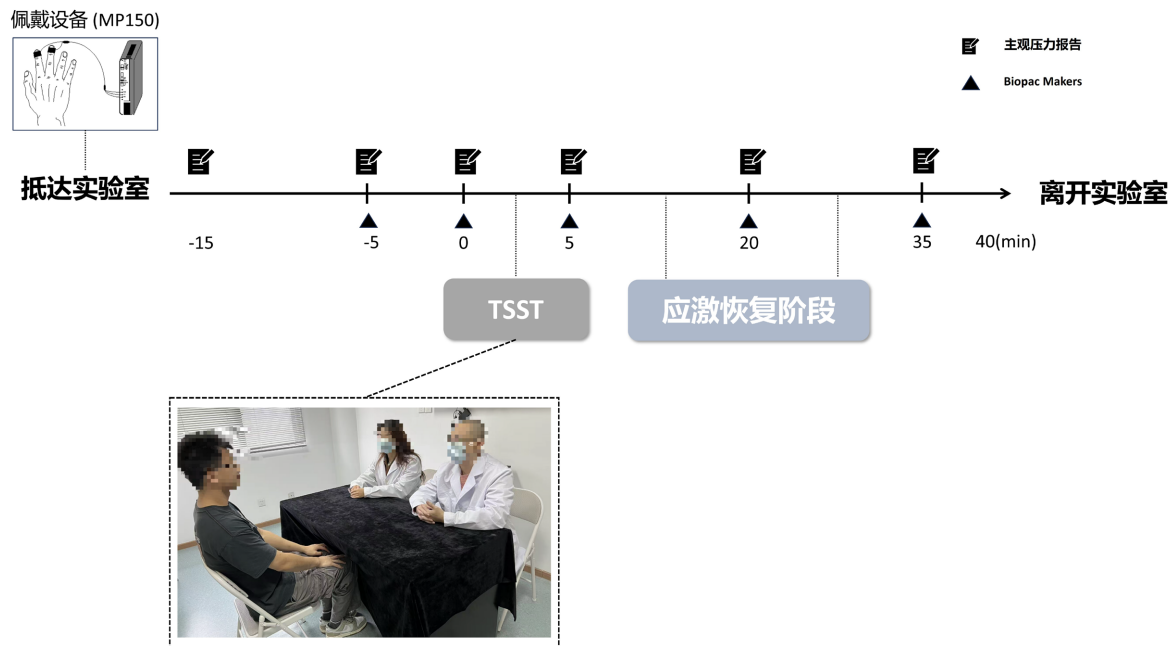 佩戴设备 (MP150)
主观压力报告
Biopac Makers
抵达实验室
离开实验室
-15
-5
0
5
20
35
40(min)
TSST
应激恢复阶段